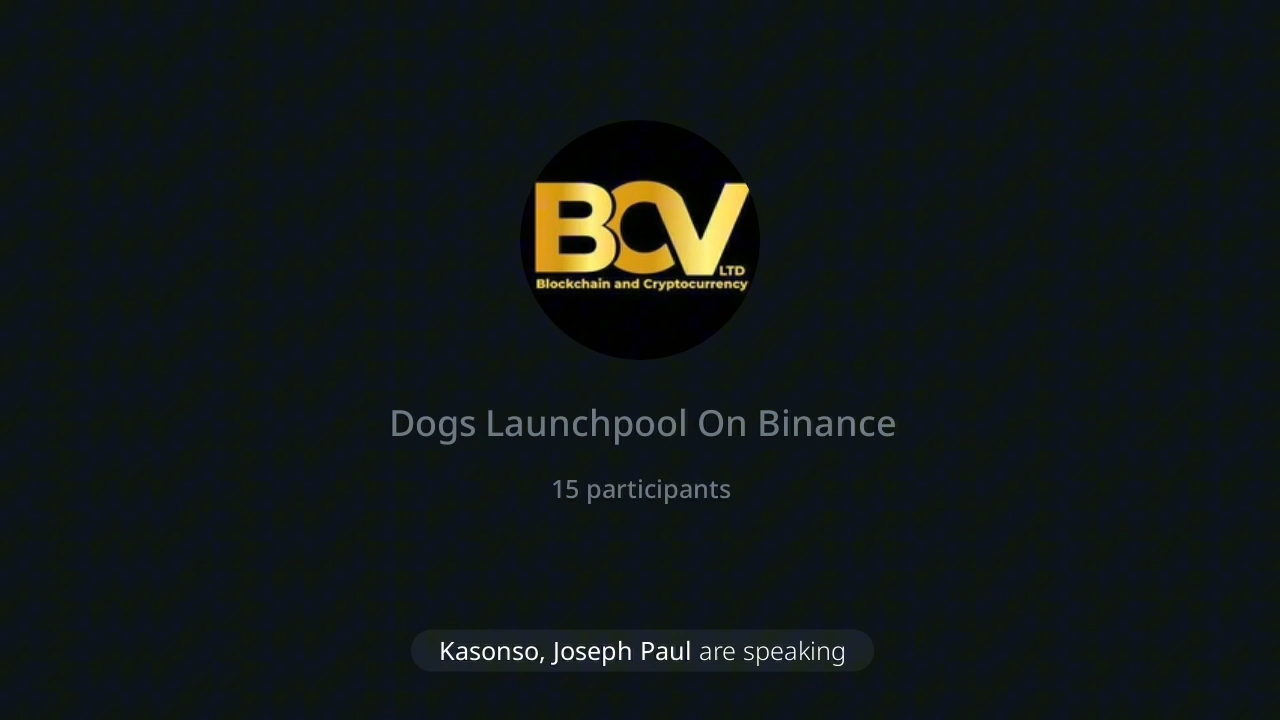 BCV
LTD
Blockchain and Cryptocurrency
Dogs Launchpool On Binance
15 participants
Kasonso, Joseph Paul are speaking